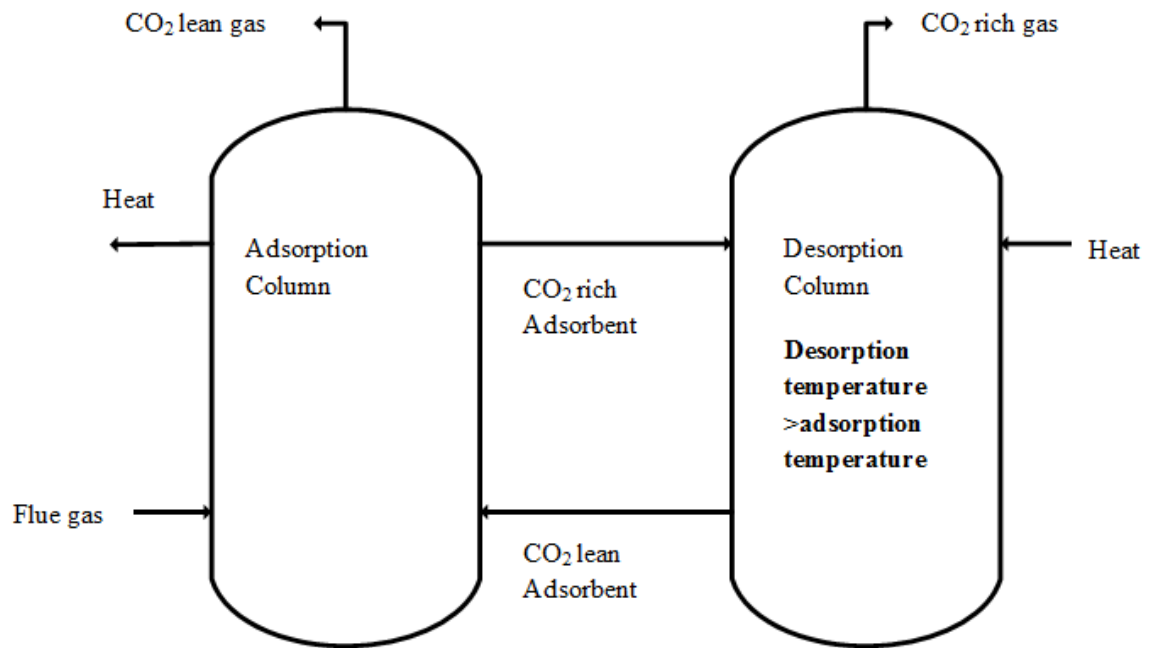 CO₂ lean gas
CO₂ rich gas
Heat
Adsorption
Column
CO₂ rich
Adsorbent
Desorption
Column
Heat
Desorption
temperature
>adsorption
temperature
Flue gas
CO₂ lean
Adsorbent